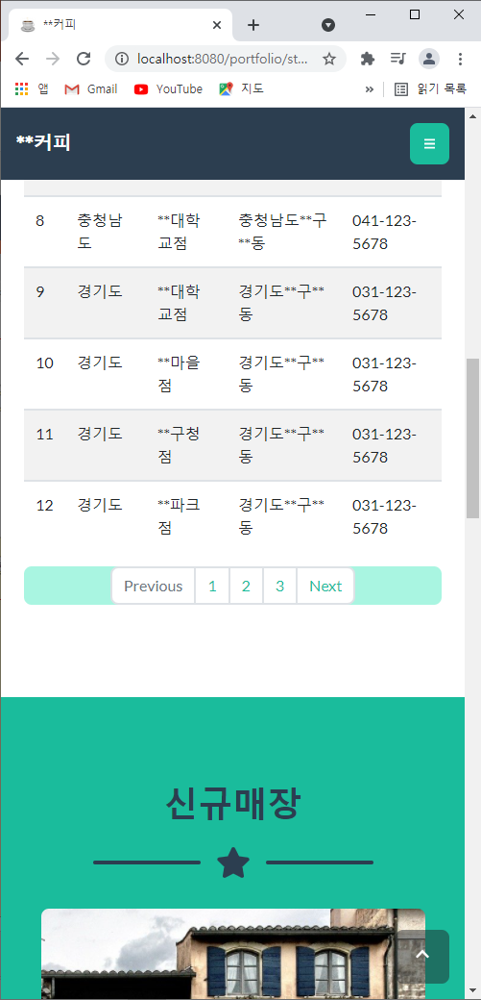 **커피
localhost:8080/portfolio/st...
앱 Gmail YouTube 지도 » 읽기 목록
**커피
8 충청남도 **대학교점 충청남도**구**동 041-123-5678
9 경기도 **대학교점 경기도**구**동 031-123-5678
10 경기도 **마을점 경기도**구**동 031-123-5678
11 경기도 **구청점 경기도**구**동 031-123-5678
12 경기도 **파크점 경기도**구**동 031-123-5678
Previous 1 2 3 Next
신규매장